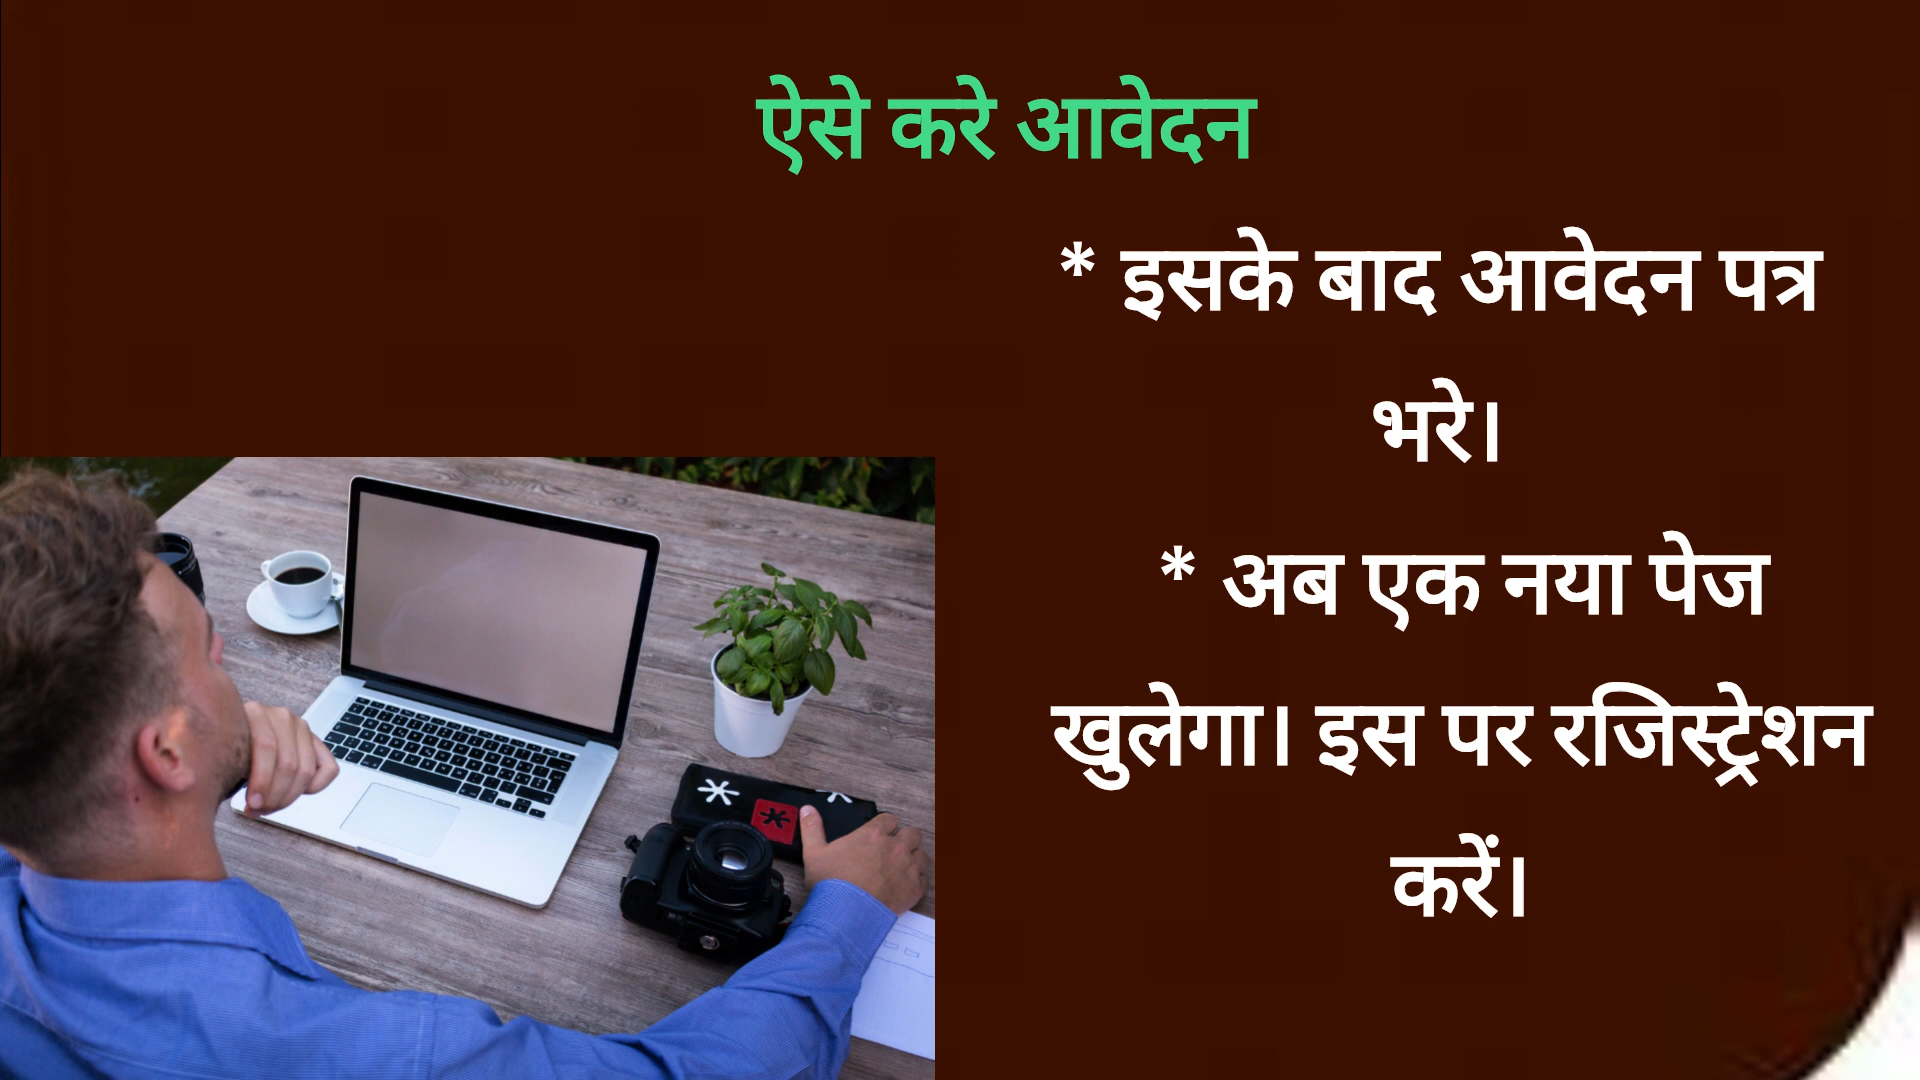 ऐसे करे आवेदन
* इसके बाद आवेदन पत्र
भरे।
* अब एक नया पेज
खुलेगा। इस पर रजिस्ट्रेशन
करें।